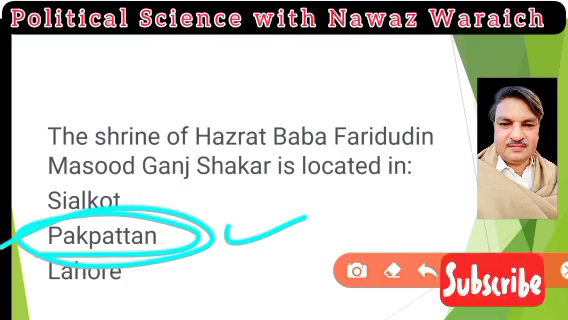 Political Science with Nawaz Waraich
The shrine of Hazrat Baba Faridudin
Masood Ganj Shakar is located in:
Sialkot
Pakpattan
Lahore
Subscribe